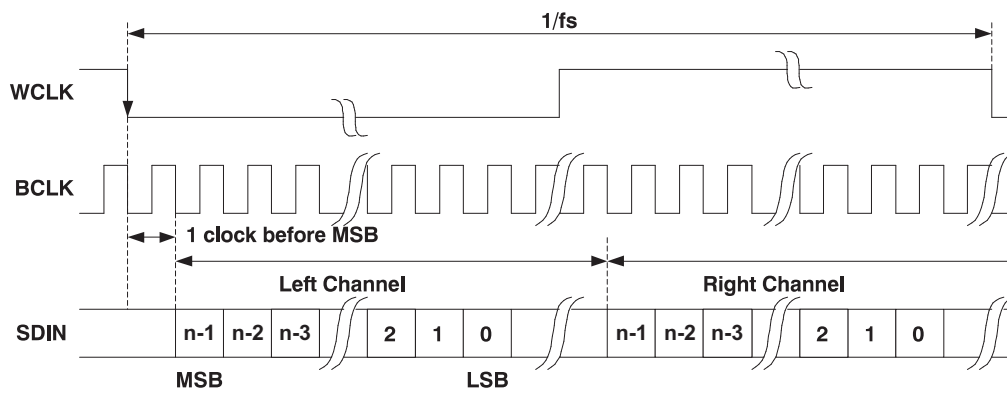 1/fs
WCLK
BCLK
1 clock before MSB
Left Channel
Right Channel
SDIN
n-1 n-2 n-3 2 1 0 n-1 n-2 n-3 2 1 0
MSB LSB